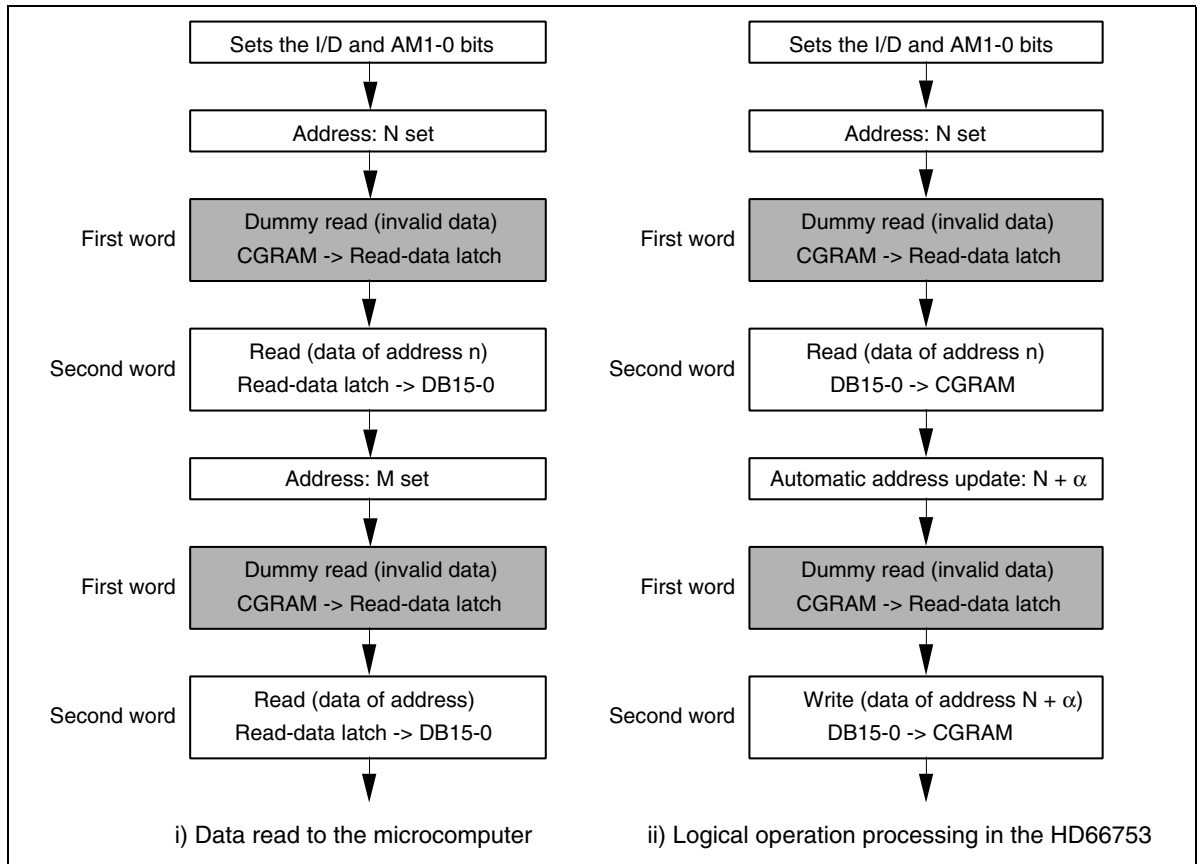 Sets the I/D and AM1-0 bits
Address: N set
First word
Dummy read (invalid data)
CGRAM -> Read-data latch
Second word
Read (data of address n)
Read-data latch -> DB15-0
Address: M set
First word
Dummy read (invalid data)
CGRAM -> Read-data latch
Second word
Read (data of address)
Read-data latch -> DB15-0
i) Data read to the microcomputer
Sets the I/D and AM1-0 bits
Address: N set
First word
Dummy read (invalid data)
CGRAM -> Read-data latch
Second word
Read (data of address n)
DB15-0 -> CGRAM
Automatic address update: N + α
First word
Dummy read (invalid data)
CGRAM -> Read-data latch
Second word
Write (data of address N + α)
DB15-0 -> CGRAM
ii) Logical operation processing in the HD66753